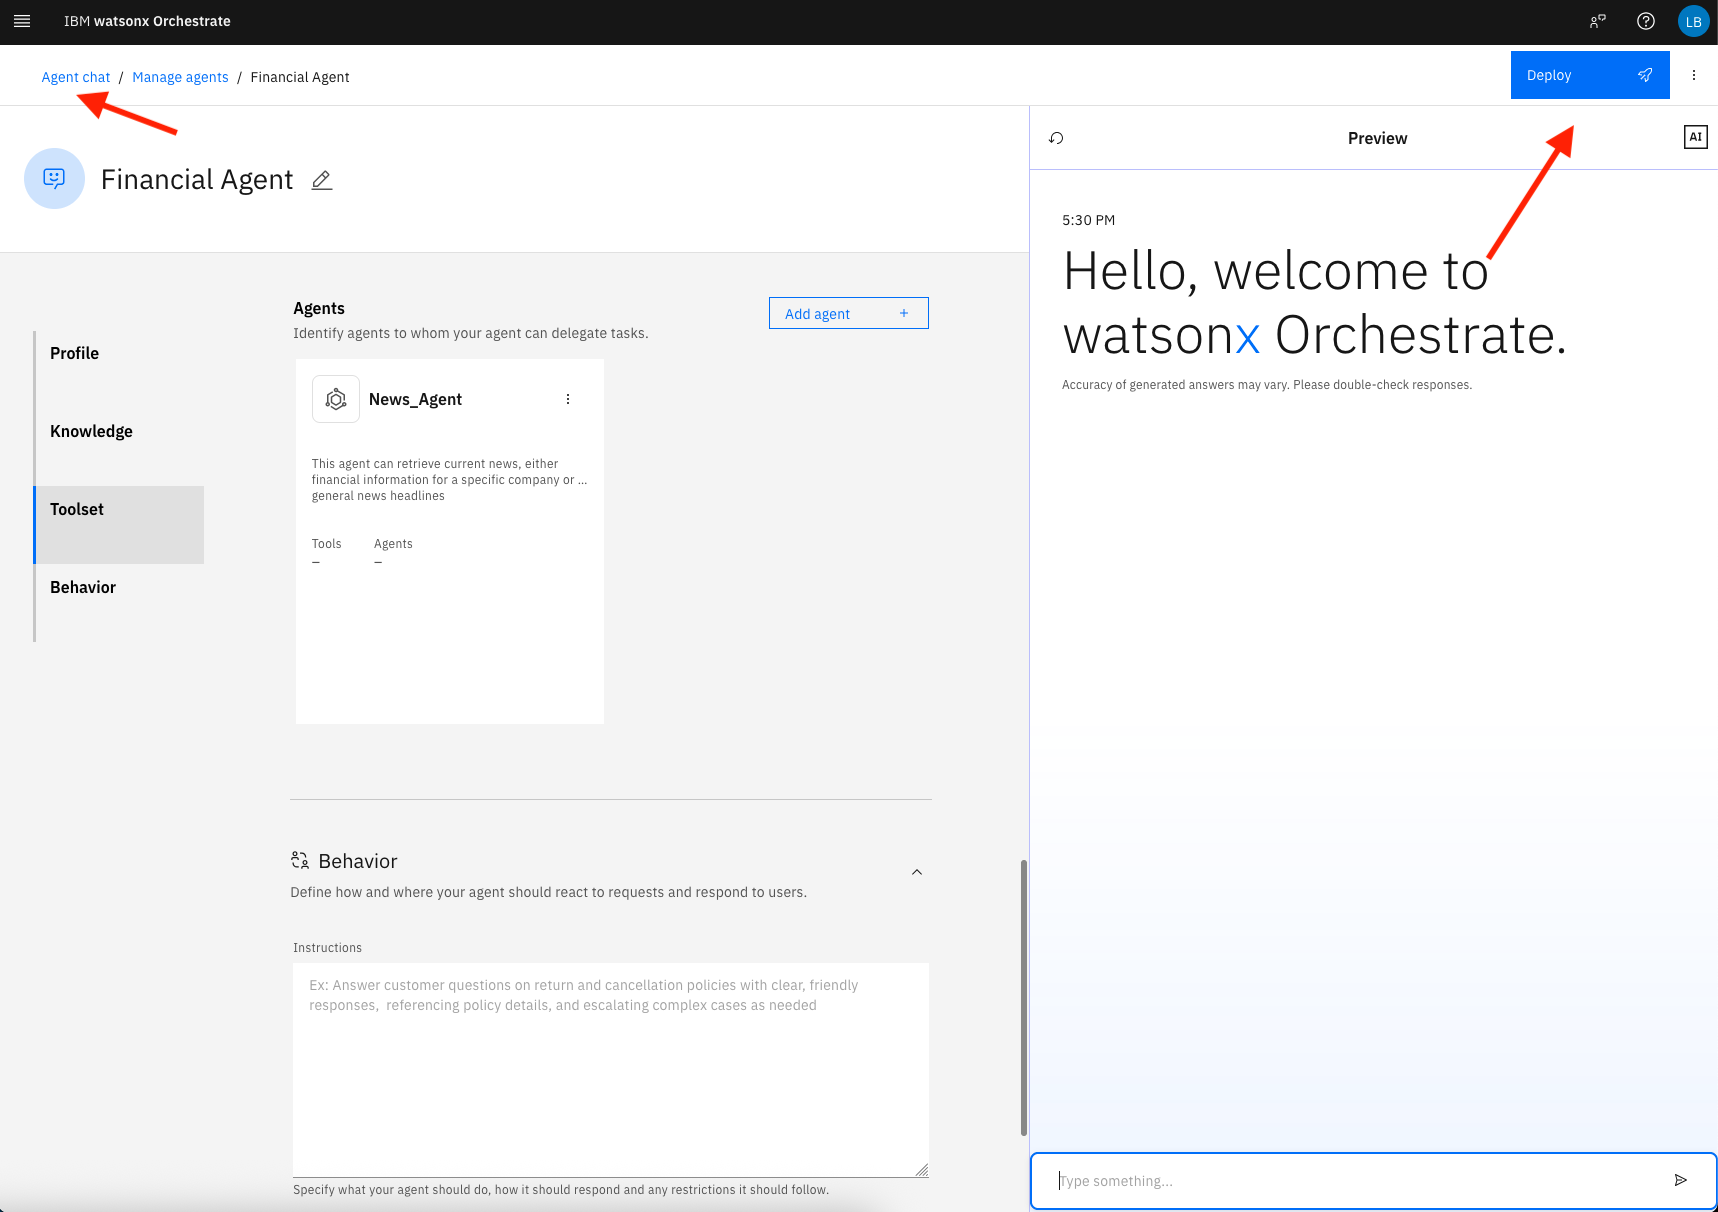 IBM watsonx Orchestrate
LB
Agent chat / Manage agents / Financial Agent
Deploy
Financial Agent
Profile
Knowledge
Toolset
Behavior
Agents
Identify agents to whom your agent can delegate tasks.
Add agent +
News_Agent
This agent can retrieve current news, either
financial information for a specific company or ...
general news headlines
Tools Agents
– –
Behavior
Define how and where your agent should react to requests and respond to users.
Instructions
Ex: Answer customer questions on return and cancellation policies with clear, friendly
responses,  referencing policy details, and escalating complex cases as needed
Specify what your agent should do, how it should respond and any restrictions it should follow.
Preview
AI
5:30 PM
Hello, welcome to
watsonx Orchestrate.
Accuracy of generated answers may vary. Please double-check responses.
Type something...